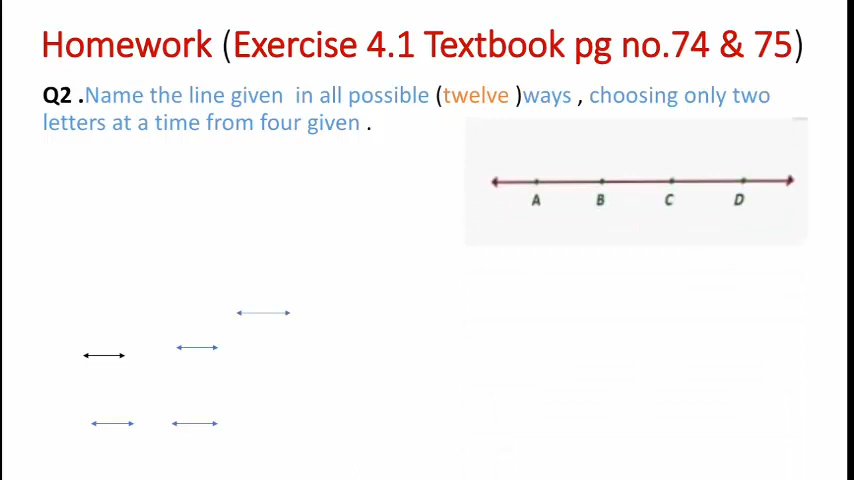 Homework (Exercise 4.1 Textbook pg no.74 & 75)
Q2 .Name the line given in all possible (twelve )ways , choosing only two
letters at a time from four given .
A B C D